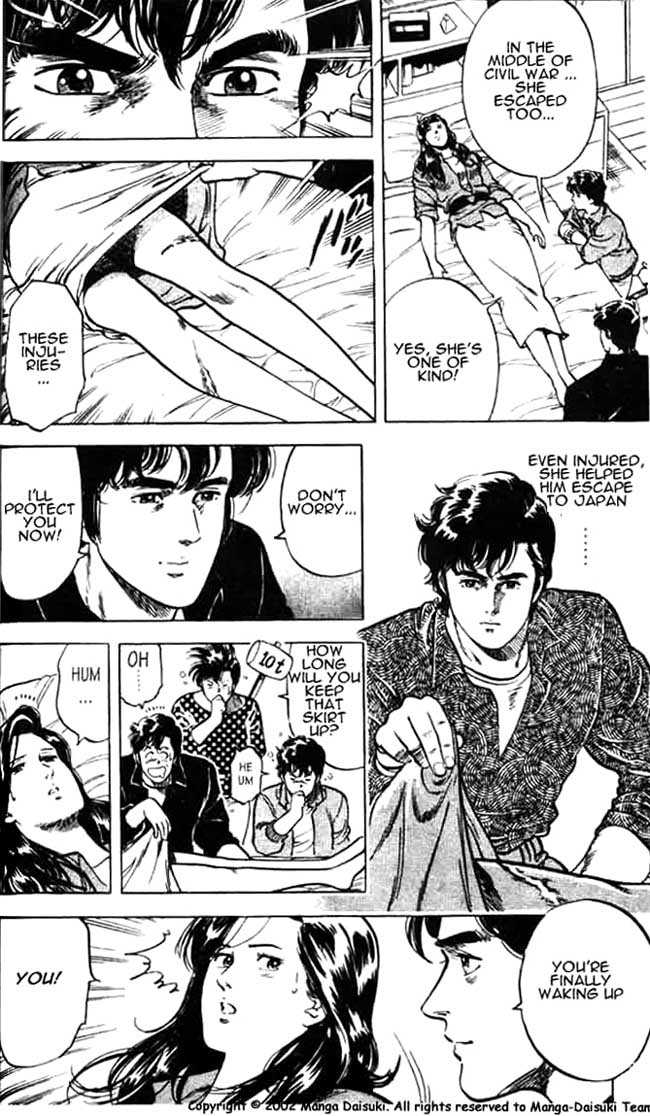 IN THE
MIDDLE OF
CIVIL WAR ...
SHE
ESCAPED
TOO...
YES, SHE'S
ONE OF
KIND!
THESE
INJU-
RIES
...
EVEN INJURED,
SHE HELPED
HIM ESCAPE
TO JAPAN
......
DON'T
WORRY...
I'LL
PROTECT
YOU
NOW!
HOW
LONG
WILL YOU
KEEP
THAT
SKIRT
UP?
10t
HE
UM
OH
...
HUM
...
YOU'RE
FINALLY
WAKING UP
YOU!
Copyright © 2002 Manga Daisuki. All rights reserved to Manga-Daisuki Team